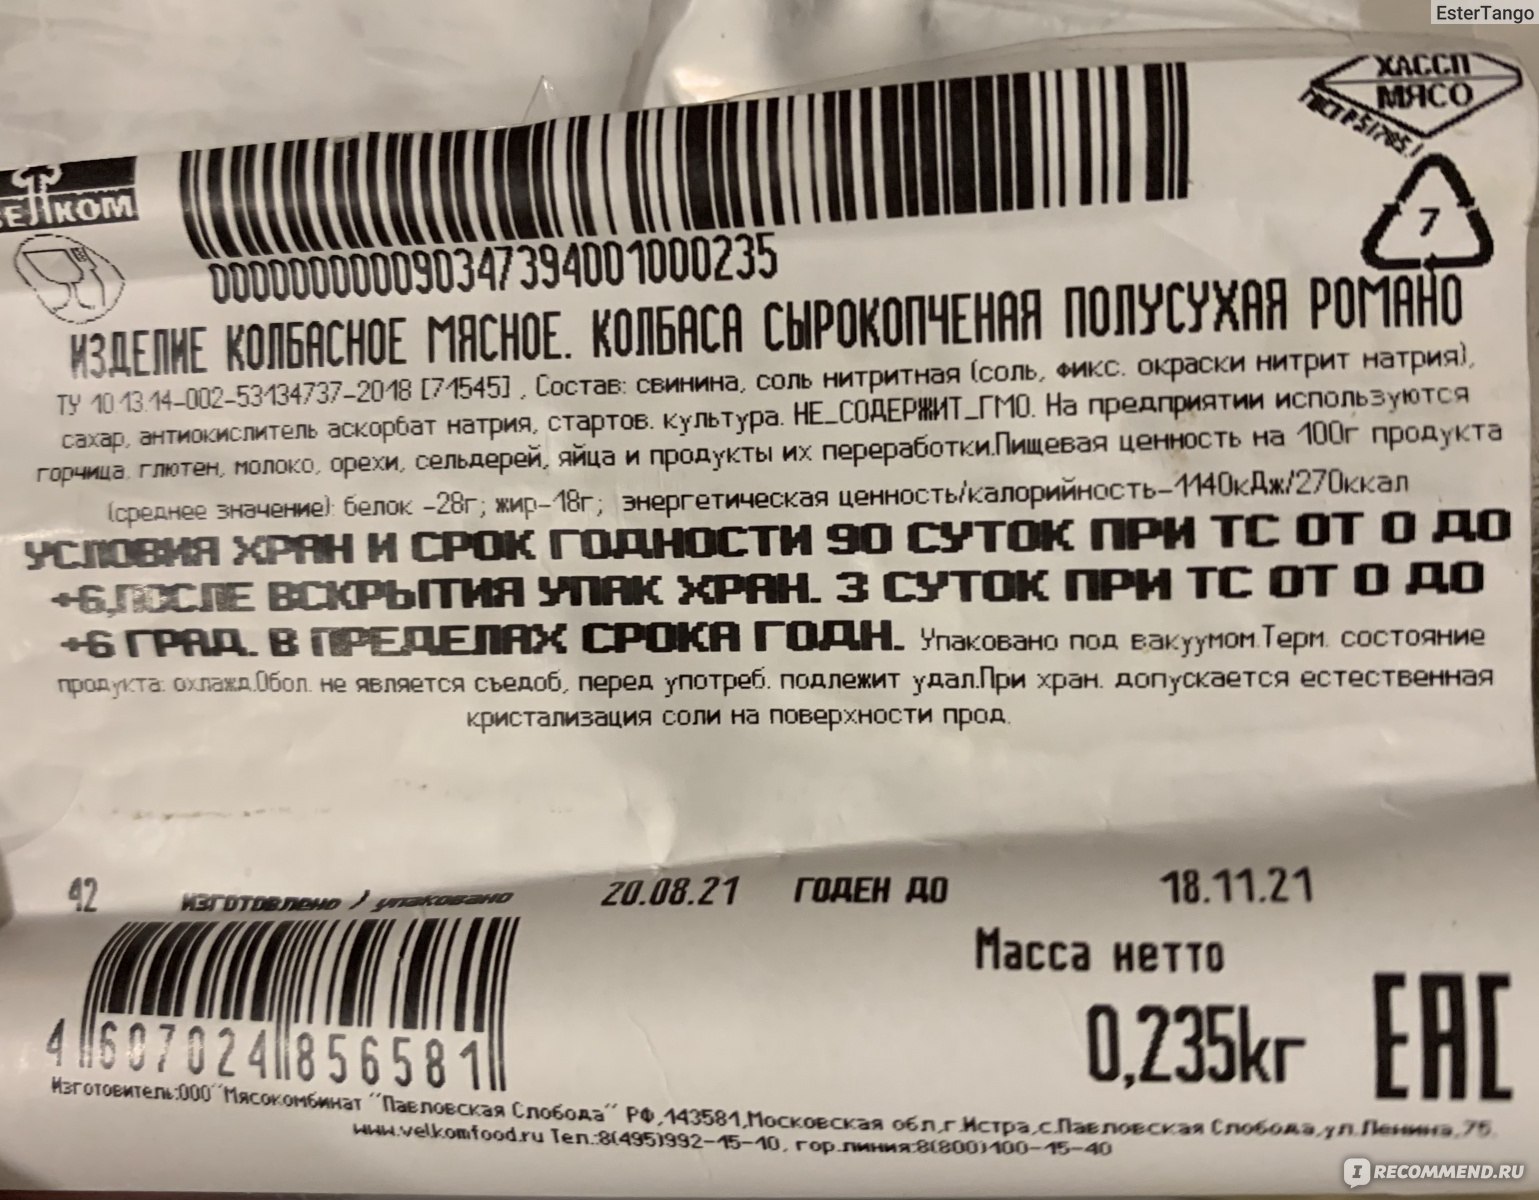 EsterTango
ХАССП
МЯСО
ГОСТ Р 51705.1
ВЕЛКОМ
7
00000000009034739400100235
ИЗДЕЛИЕ КОЛБАСНОЕ МЯСНОЕ. КОЛБАСА СЫРОКОПЧЕНАЯ ПОЛУСУХАЯ РОМАНО
ТУ 10.13.14-002-53134737-2018 [71545] , Состав: свинина, соль нитритная (соль, фикс. окраски нитрит натрия),
сахар, антиокислитель аскорбат натрия, стартов. культура. НЕ_СОДЕРЖИТ_ГМО. На предприятии используются
горчица, глютен, молоко, орехи, сельдерей, яйца и продукты их переработки.Пищевая ценность на 100г продукта
(среднее значение): белок -28г; жир-18г; энергетическая ценность/калорийность-1140кДж/270ккал
УСЛОВИЯ ХРАН И СРОК ГОДНОСТИ 90 СУТОК ПРИ ТС ОТ 0 ДО
+6,ПОСЛЕ ВСКРЫТИЯ УПАК ХРАН. 3 СУТОК ПРИ ТС ОТ 0 ДО
+6 ГРАД. В ПРЕДЕЛАХ СРОКА ГОДН. Упаковано под вакуумом.Терм. состояние
продукта: охлажд.Обол. не является съедоб, перед употреб. подлежит удал.При хран. допускается естественная
кристализация соли на поверхности прод.
42 изготовлено / упаковано 20.08.21 ГОДЕН ДО 18.11.21
Масса нетто
0,235кг
EAC
4 607024 856581
Изготовитель:ООО "Мясокомбинат "Павловская Слобода" РФ,143581,Московская обл,г.Истра,с.Павловская Слобода,ул.Ленина,75.
www.velkomfood.ru Тел.:8(495)992-15-10, гор.линия:8(800)100-15-40
IRECOMMEND.RU